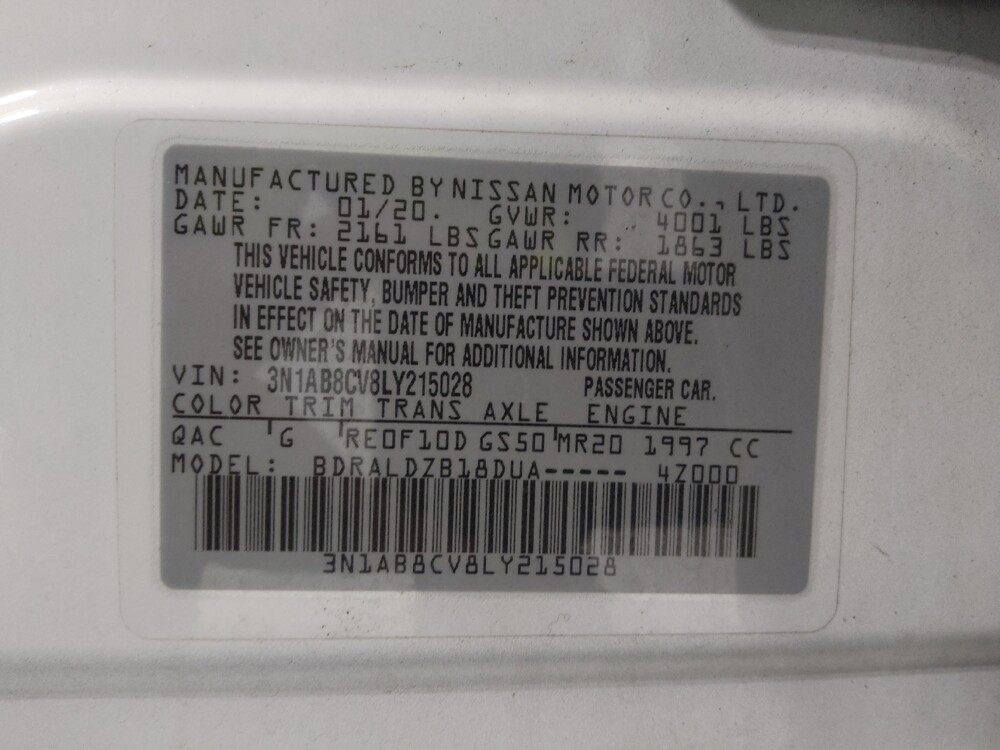 MANUFACTURED BY NISSAN MOTOR CO., LTD.
DATE: 01/20. GVWR: 4001 LBS
GAWR FR: 2161 LBS GAWR RR: 1863 LBS
THIS VEHICLE CONFORMS TO ALL APPLICABLE FEDERAL MOTOR
VEHICLE SAFETY, BUMPER AND THEFT PREVENTION STANDARDS
IN EFFECT ON THE DATE OF MANUFACTURE SHOWN ABOVE.
SEE OWNER'S MANUAL FOR ADDITIONAL INFORMATION.
VIN: 3N1AB8CV8LY215028 PASSENGER CAR.
COLOR TRIM TRANS AXLE ENGINE
QAC G RE0F10D GS50 MR20 1997 CC
MODEL: BDRALDZB18DUA----- 4Z000
3N1AB8CV8LY215028